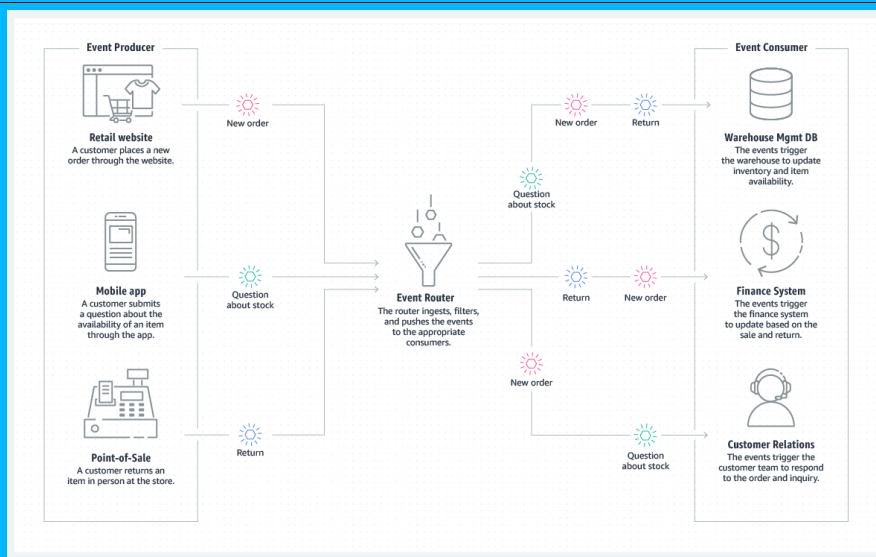 Event Producer
Retail website
A customer places a new
order through the website.
Mobile app
A customer submits
a question about the
availability of an item
through the app.
Point-of-Sale
A customer returns an
item in person at the store.
New order
Question
about stock
Return
Event Router
The router ingests, filters,
and pushes the events
to the appropriate
consumers.
New order
Return
Question
about stock
Return
New order
New order
Question
about stock
Event Consumer
Warehouse Mgmt DB
The events trigger
the warehouse to update
inventory and item
availability.
Finance System
The events trigger
the finance system
to update based on the
sale and return.
Customer Relations
The events trigger the
customer team to respond
to the order and inquiry.